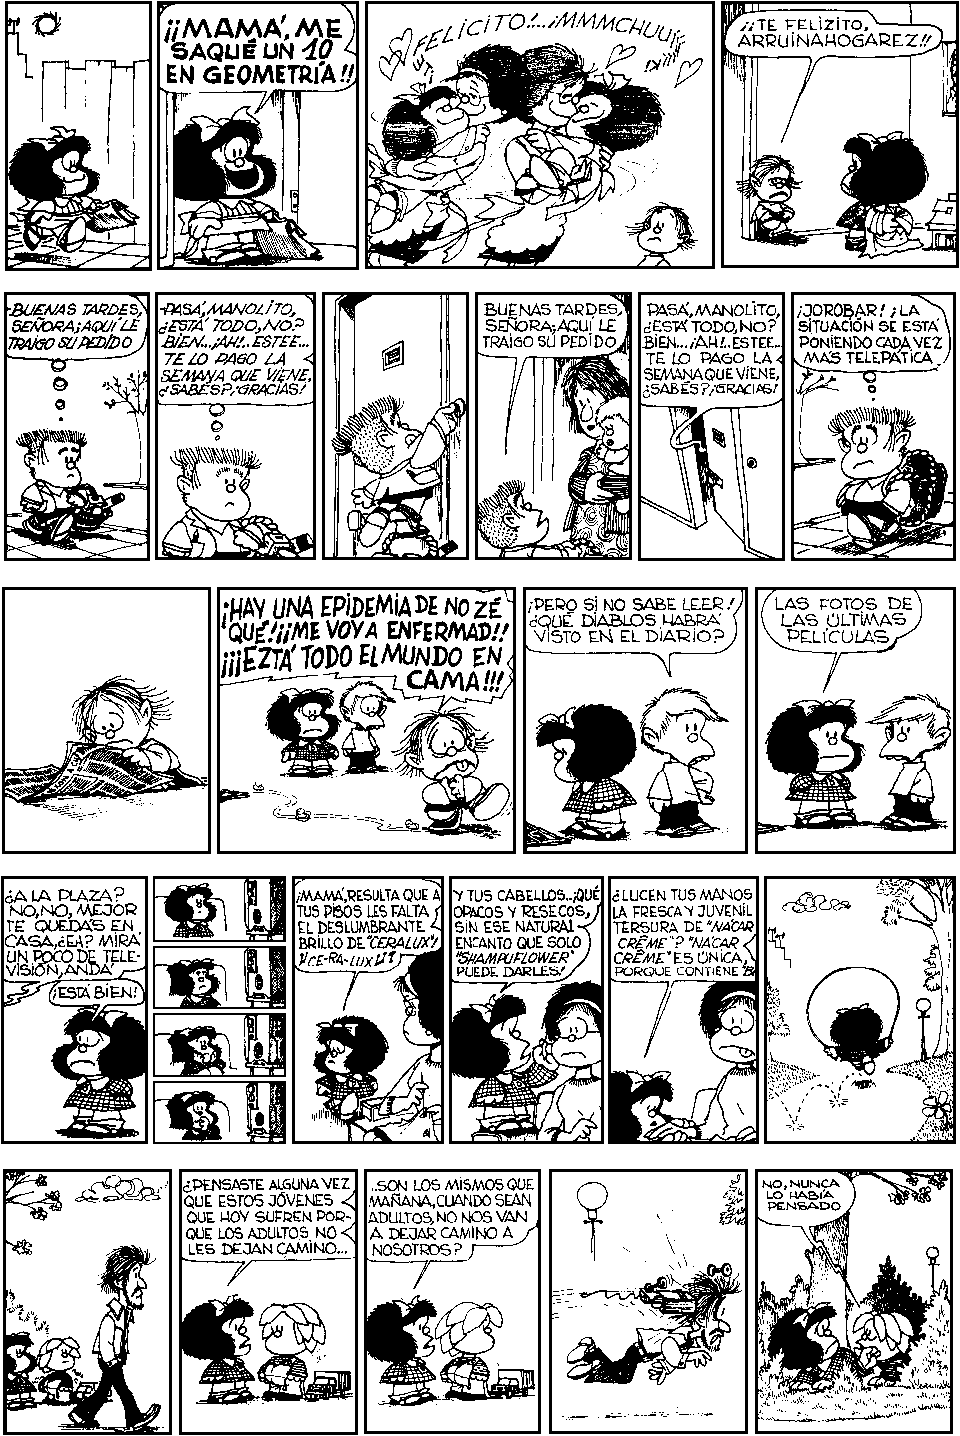 ¡¡MAMÁ, ME
SAQUÉ UN 10
EN GEOMETRÍA!!
¡FELICITO!...¡MMMCHUUI¡
¡¡TE FELIZITO,
ARRUINAHOGAREZ!!
-BUENAS TARDES,
SEÑORA; AQUÍ LE
TRAIGO SU PEDIDO
-PASÁ, MANOLITO,
¿ESTÁ TODO, NO?
BIEN...¡AH!..ESTEE...
TE LO PAGO LA
SEMANA QUE VIENE,
¿SABÉS?¡GRACIAS!
BUENAS TARDES,
SEÑORA; AQUÍ LE
TRAIGO SU PEDIDO
PASÁ, MANOLITO,
¿ESTÁ TODO, NO?
BIEN...¡AH!..ESTEE...
TE LO PAGO LA
SEMANA QUE VIENE,
¿SABÉS?¡GRACIAS!
¡JOROBAR! ¡LA
SITUACIÓN SE ESTÁ
PONIENDO CADA VEZ
MÁS TELEPÁTICA
¡HAY UNA EPIDEMIA DE NO ZÉ
QUÉ!¡¡ME VOY A ENFERMAD!!
¡¡¡EZTÁ TODO EL MUNDO EN
CAMA!!!
¡PERO SI NO SABE LEER!
¿QUÉ DIABLOS HABRÁ
VISTO EN EL DIARIO?
LAS FOTOS DE
LAS ÚLTIMAS
PELÍCULAS
¿A LA PLAZA?
NO, NO, MEJOR
TE QUEDÁS EN
CASA, ¿EH? MIRÁ
UN POCO DE TELE-
VISIÓN, ANDÁ
¡ESTÁ BIEN!
¡MAMÁ, RESULTA QUE A
TUS PISOS LES FALTA
EL DESLUMBRANTE
BRILLO DE "CERALUX"!
¡¡CE-RA-LUX!!
Y TUS CABELLOS..¡QUÉ
OPACOS Y RESECOS,
SIN ESE NATURAL
ENCANTO QUE SOLO
"SHAMPUFLOWER"
PUEDE DARLES!
¿LUCEN TUS MANOS
LA FRESCA Y JUVENIL
TERSURA DE "NÁCAR
CRÈME"? "NÁCAR
CRÈME" ES ÚNICA,
PORQUE CONTIENE
¿PENSASTE ALGUNA VEZ
QUE ESTOS JÓVENES
QUE HOY SUFREN POR-
QUE LOS ADULTOS NO
LES DEJAN CAMINO...
..SON LOS MISMOS QUE
MAÑANA, CUANDO SEAN
ADULTOS, NO NOS VAN
A DEJAR CAMINO A
NOSOTROS?
NO, NUNCA
LO HABÍA
PENSADO